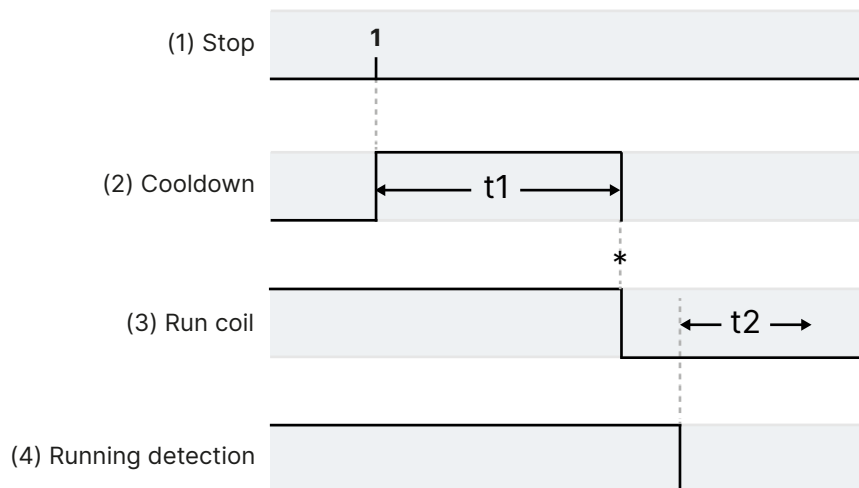 (1) Stop
1
(2) Cooldown
t1
*
(3) Run coil
t2
(4) Running detection